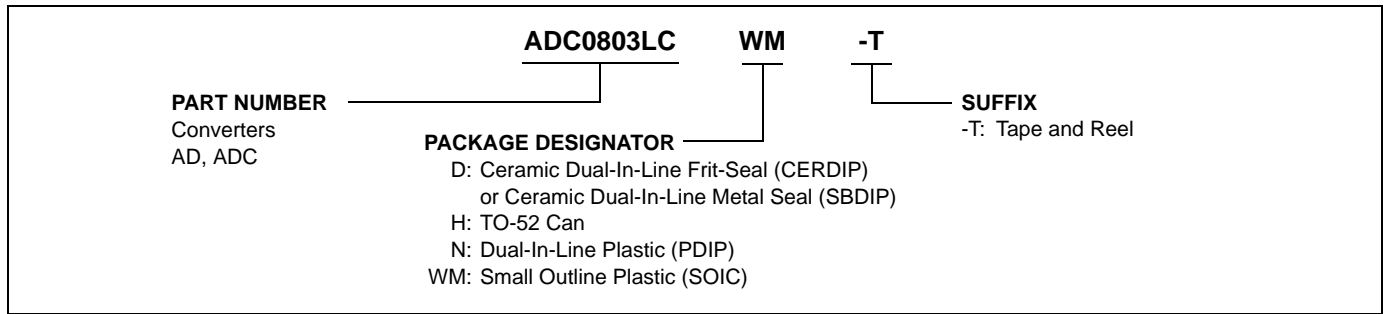 ADC0803LC WM -T
PART NUMBER
Converters
AD, ADC
PACKAGE DESIGNATOR
D: Ceramic Dual-In-Line Frit-Seal (CERDIP)
or Ceramic Dual-In-Line Metal Seal (SBDIP)
H: TO-52 Can
N: Dual-In-Line Plastic (PDIP)
WM: Small Outline Plastic (SOIC)
SUFFIX
-T: Tape and Reel